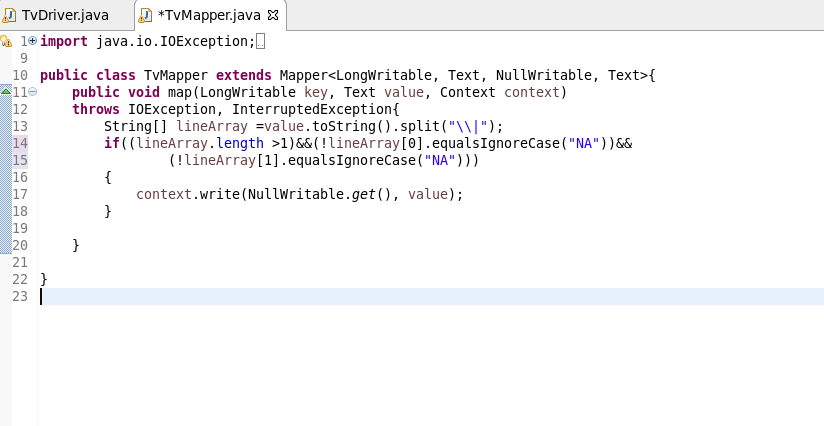 TvDriver.java *TvMapper.java
1 import java.io.IOException;
9
10 public class TvMapper extends Mapper<LongWritable, Text, NullWritable, Text>{
11 public void map(LongWritable key, Text value, Context context)
12 throws IOException, InterruptedException{
13 String[] lineArray =value.toString().split("\\|");
14 if((lineArray.length >1)&&(!lineArray[0].equalsIgnoreCase("NA"))&&
15 (!lineArray[1].equalsIgnoreCase("NA")))
16 {
17 context.write(NullWritable.get(), value);
18 }
19
20 }
21
22 }
23